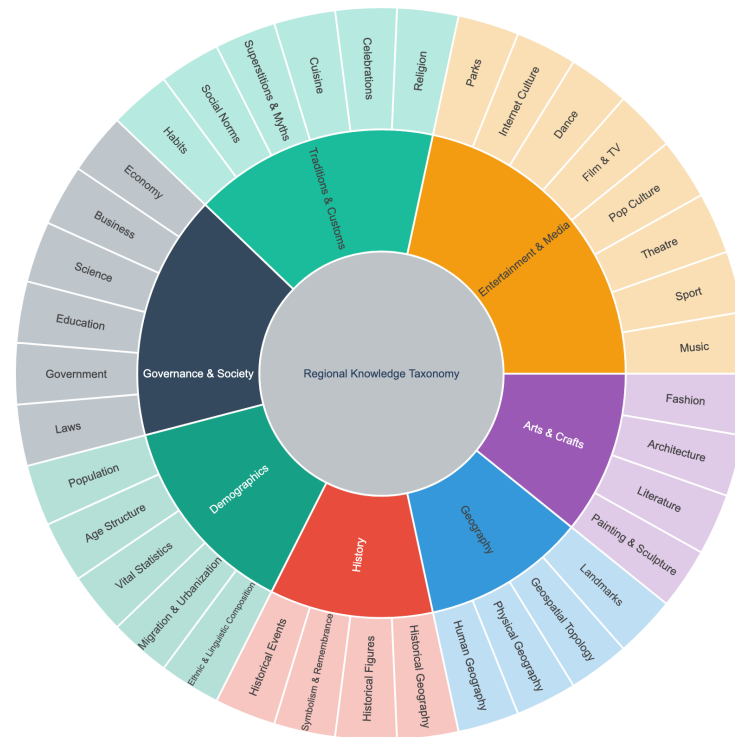 Regional Knowledge Taxonomy
Traditions & Customs
Habits
Social Norms
Superstitions & Myths
Cuisine
Celebrations
Religion
Entertainment & Media
Parks
Internet Culture
Dance
Film & TV
Pop Culture
Theatre
Sport
Music
Arts & Crafts
Fashion
Architecture
Literature
Painting & Sculpture
Geography
Landmarks
Geospatial Topology
Physical Geography
Human Geography
History
Historical Geography
Historical Figures
Symbolism & Remembrance
Historical Events
Demographics
Ethnic & Linguistic Composition
Migration & Urbanization
Vital Statistics
Age Structure
Population
Governance & Society
Laws
Government
Education
Science
Business
Economy